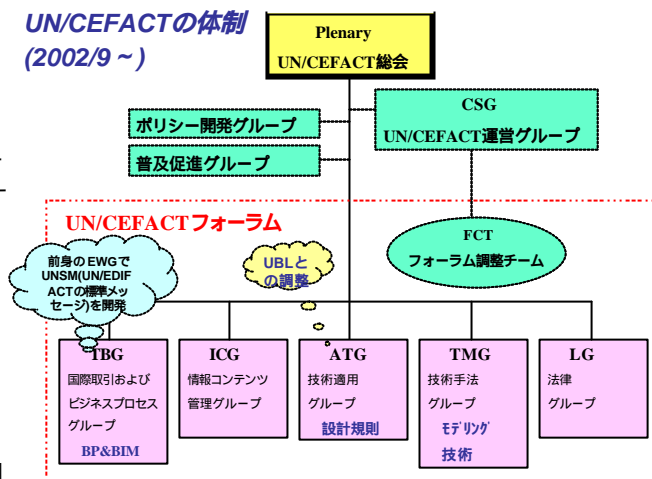 UN/CEFACTの体制
(2002/9～)
Plenary
UN/CEFACT総会
CSG
UN/CEFACT運営グループ
ポリシー開発グループ
普及促進グループ
UN/CEFACTフォーラム
FCT
フォーラム調整チーム
前身のEWGで
UNSM(UN/EDIF
ACTの標準メッ
セージ)を開発
UBLと
の調整
TBG
国際取引および
ビジネスプロセス
グループ
BP&BIM
ICG
情報コンテンツ
管理グループ
ATG
技術適用
グループ
設計規則
TMG
技術手法
グループ
ﾓﾃﾞﾘﾝｸﾞ
技術
LG
法律
グループ